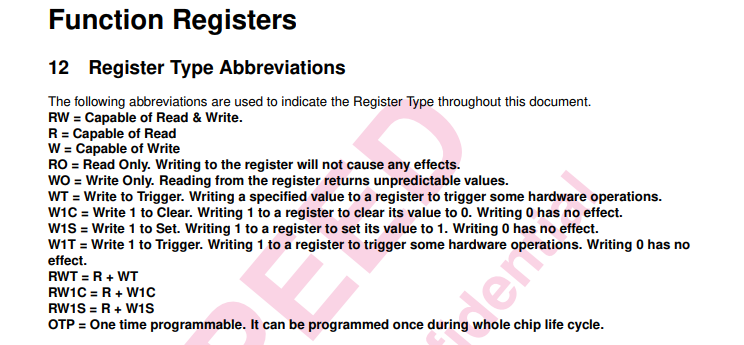 Function Registers
12 Register Type Abbreviations
The following abbreviations are used to indicate the Register Type throughout this document.
RW = Capable of Read & Write.
R = Capable of Read
W = Capable of Write
RO = Read Only. Writing to the register will not cause any effects.
WO = Write Only. Reading from the register returns unpredictable values.
WT = Write to Trigger. Writing a specified value to a register to trigger some hardware operations.
W1C = Write 1 to Clear. Writing 1 to a register to clear its value to 0. Writing 0 has no effect.
W1S = Write 1 to Set. Writing 1 to a register to set its value to 1. Writing 0 has no effect.
W1T = Write 1 to Trigger. Writing 1 to a register to trigger some hardware operations. Writing 0 has no
effect.
RWT = R + WT
RW1C = R + W1C
RW1S = R + W1S
OTP = One time programmable. It can be programmed once during whole chip life cycle.
PEED
fidential